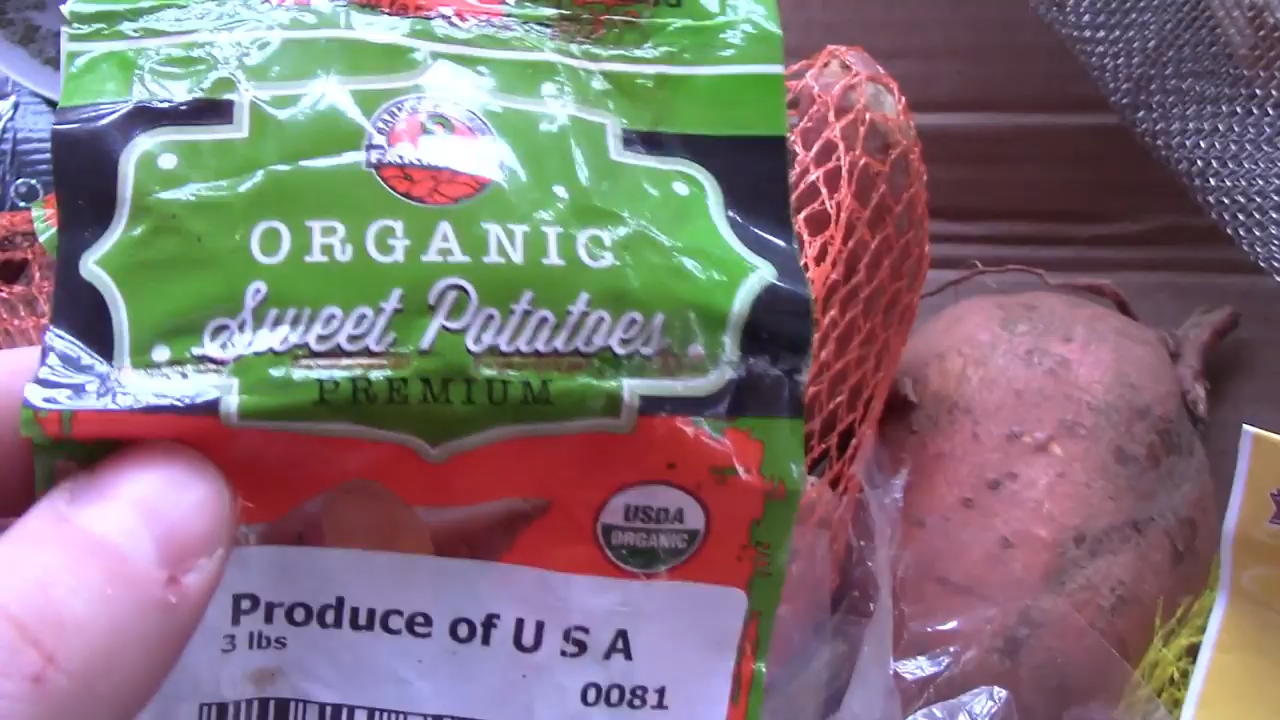 ORGANIC
Sweet Potatoes
PREMIUM
USDA
ORGANIC
Produce of U S A
3 lbs
0081